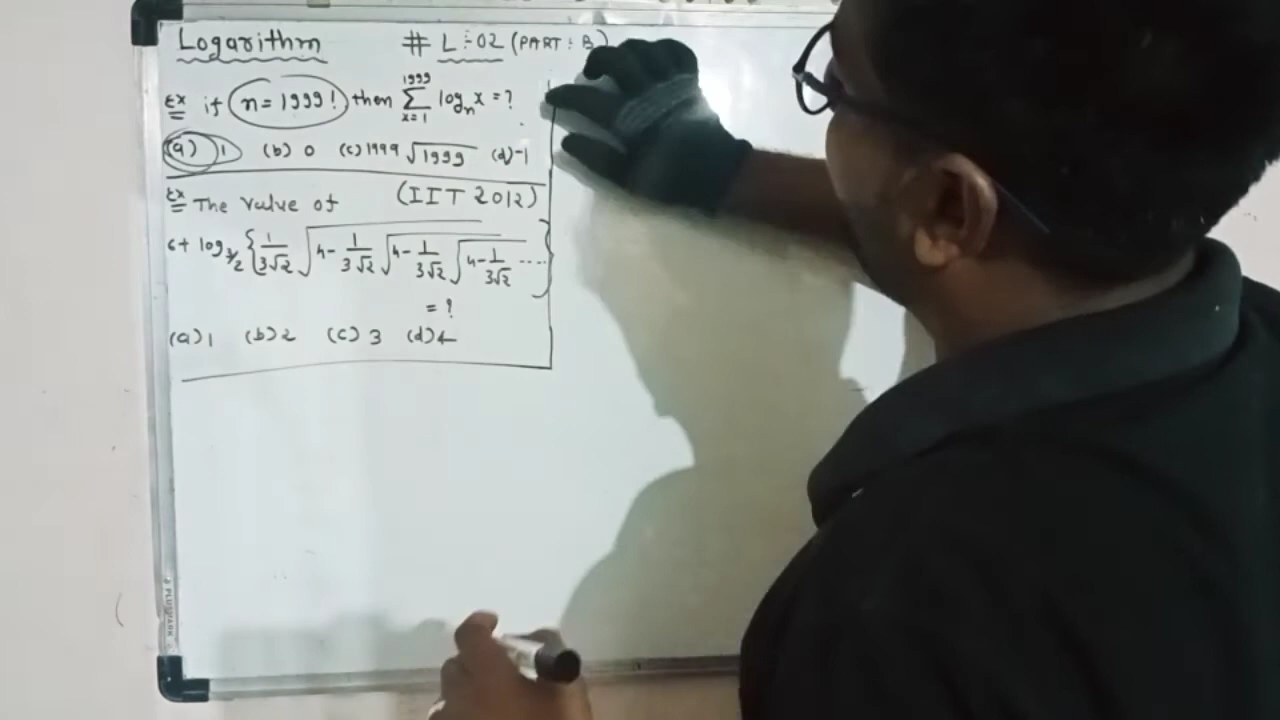 Logarithm # L-02 (PART: B)
Ex if n = 1999! then \sum_{x=1}^{1999} log_n x = ?
(a) 1 (b) 0 (c) 1999 √1999 (d) -1
Ex The value of (IIT 2012)
6 + log_{3/2} { 1/3√2 √4 - 1/3√2 √4 - 1/3√2 √4 - 1/3√2 .... }
= ?
(a) 1 (b) 2 (c) 3 (d) 4